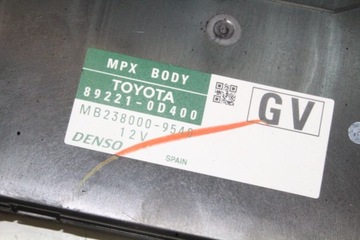 MPX BODY
TOYOTA
89221-0D400
MB238000-9540
12V
DENSO
GV
SPAIN